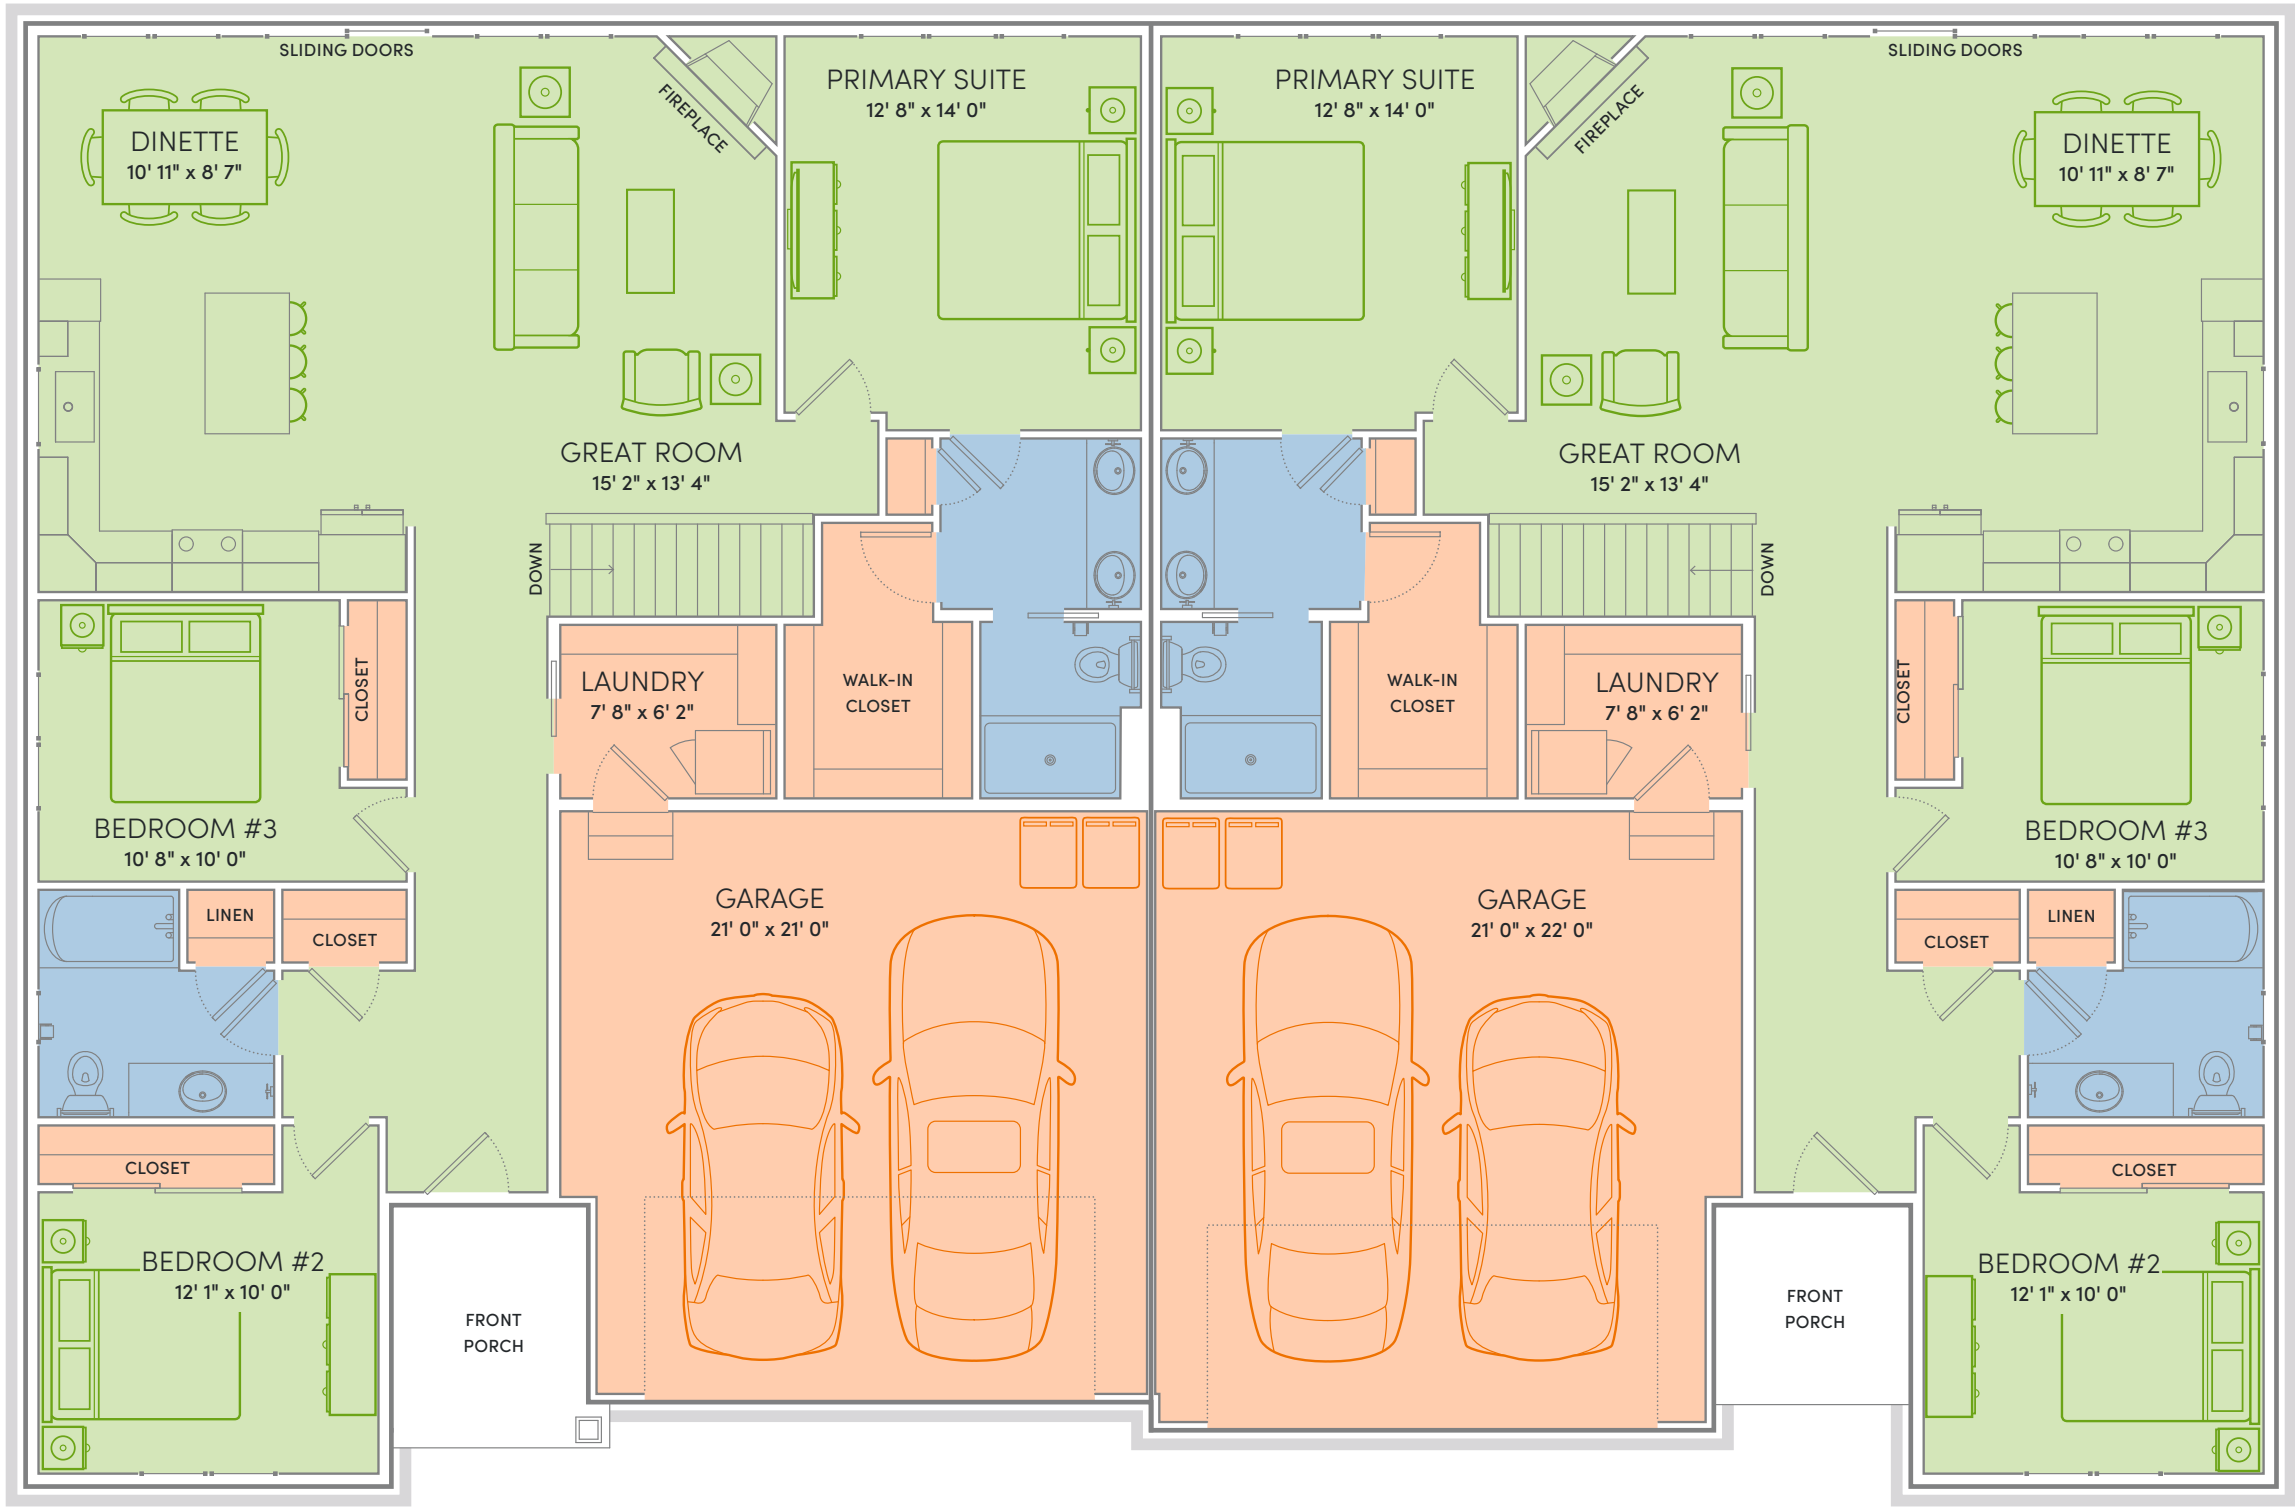 SLIDING DOORS
SLIDING DOORS
PRIMARY SUITE
12' 8" x 14' 0"
PRIMARY SUITE
12' 8" x 14' 0"
FIREPLACE
FIREPLACE
DINETTE
10' 11" x 8' 7"
DINETTE
10' 11" x 8' 7"
GREAT ROOM
15' 2" x 13' 4"
GREAT ROOM
15' 2" x 13' 4"
DOWN
DOWN
CLOSET
LAUNDRY
7' 8" x 6' 2"
WALK-IN
CLOSET
WALK-IN
CLOSET
LAUNDRY
7' 8" x 6' 2"
CLOSET
BEDROOM #3
10' 8" x 10' 0"
BEDROOM #3
10' 8" x 10' 0"
LINEN
CLOSET
GARAGE
21' 0" x 21' 0"
GARAGE
21' 0" x 22' 0"
CLOSET
LINEN
CLOSET
CLOSET
BEDROOM #2
12' 1" x 10' 0"
FRONT
PORCH
FRONT
PORCH
BEDROOM #2
12' 1" x 10' 0"